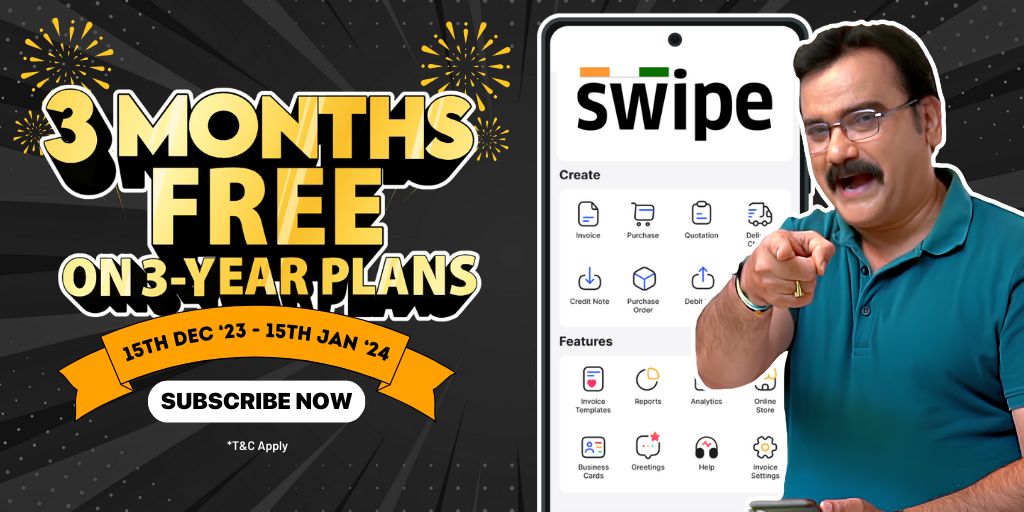 3 MONTHS
FREE
ON 3-YEAR PLANS
15TH DEC ‘23 - 15TH JAN ‘24
SUBSCRIBE NOW
*T&C Apply
swipe
Create
Invoice
Purchase
Quotation
Credit Note
Purchase
Order
Debit
Features
Invoice
Templates
Reports
Analytics
Online
Store
Business
Cards
Greetings
Help
Invoice
Settings